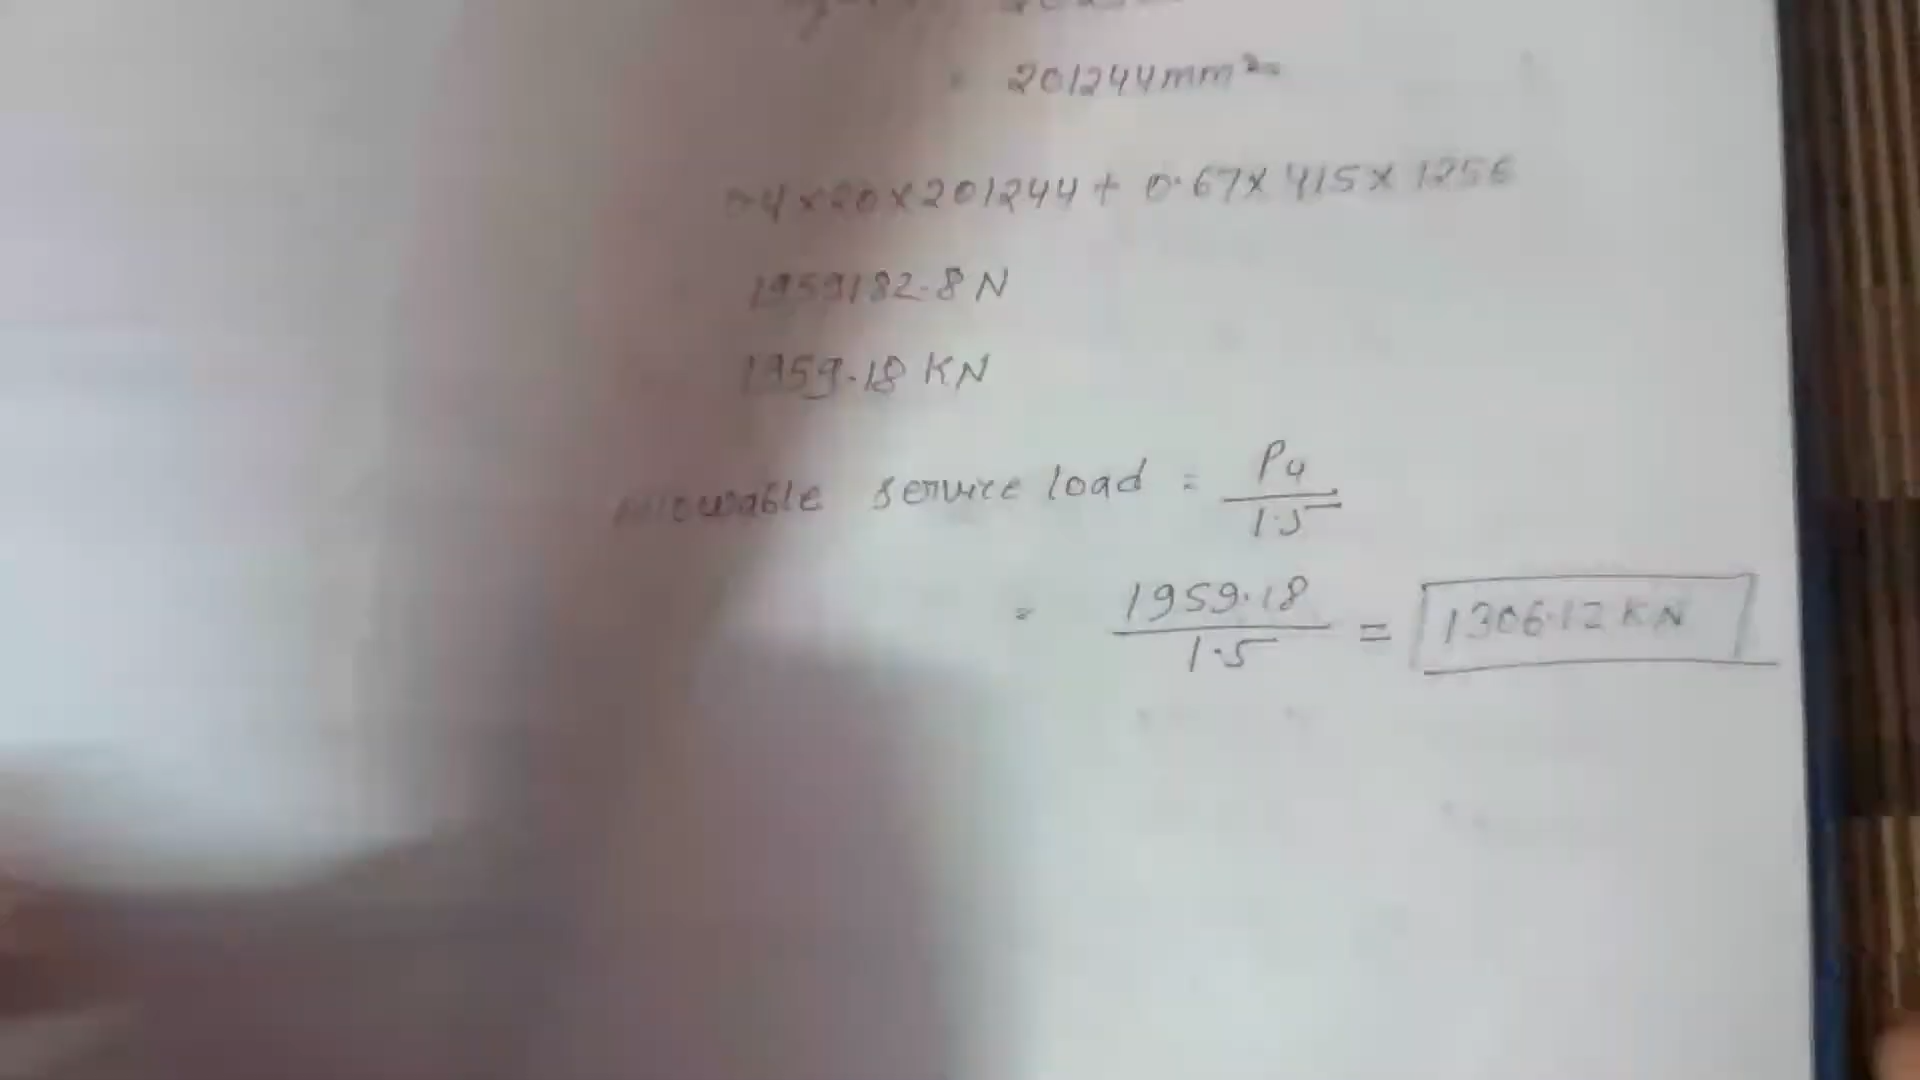 = 201244mm²
0.4 x 20 x 201244 + 0.67 x 415 x 1256
1959182.8 N
1959.18 KN
allowable service load = Pu / 1.5
= 1959.18 / 1.5 = 1306.12 KN